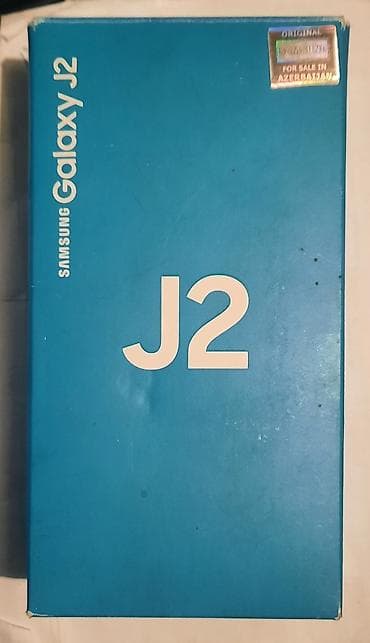 SAMSUNG Galaxy J2
ORIGINAL
FOR SALE IN
AZERBAIJAN
J2